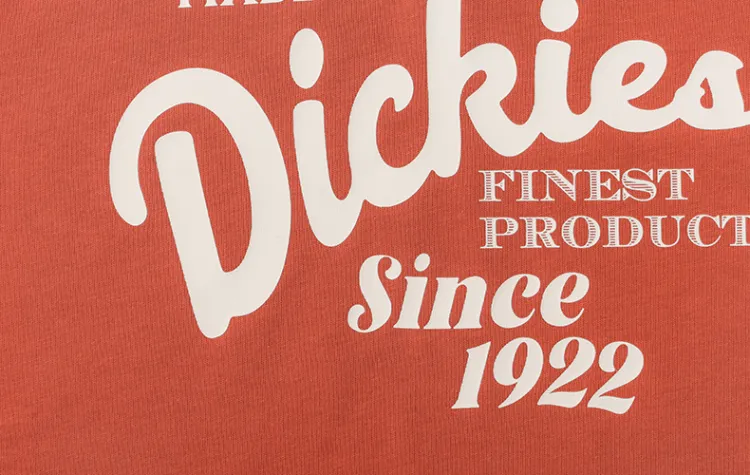 Dickies
FINEST
PRODUCT
Since
1922